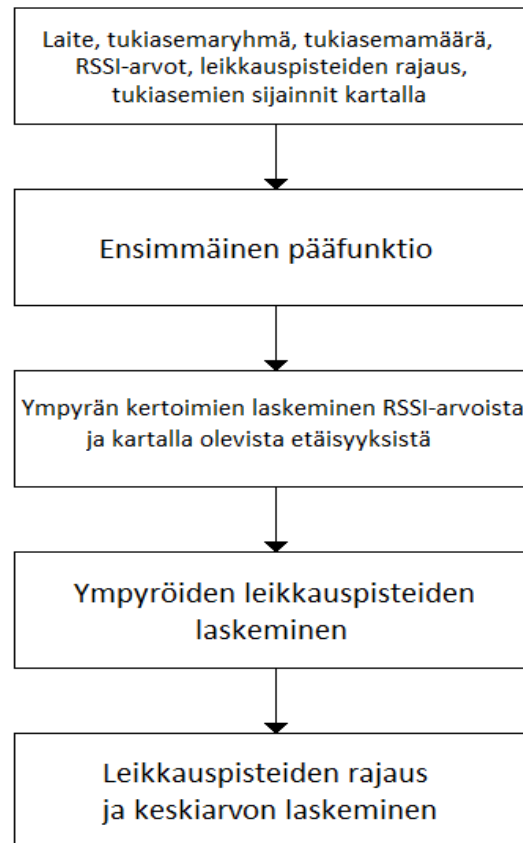 Laite, tukiasemaryhmä, tukiasemamäärä,
RSSI-arvot, leikkauspisteiden rajaus,
tukiasemien sijainnit kartalla
Ensimmäinen pääfunktio
Ympyrän kertoimien laskeminen RSSI-arvoista
ja kartalla olevista etäisyyksistä
Ympyröiden leikkauspisteiden
laskeminen
Leikkauspisteiden rajaus
ja keskiarvon laskeminen